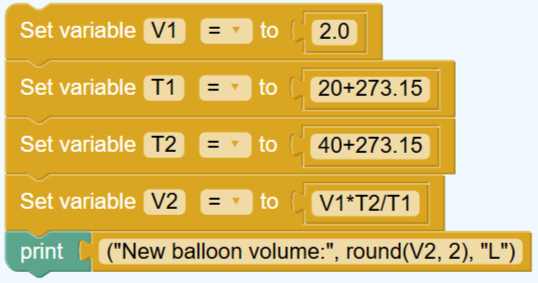 Set variable V1 = to 2.0
Set variable T1 = to 20+273.15
Set variable T2 = to 40+273.15
Set variable V2 = to V1*T2/T1
print ("New balloon volume:", round(V2, 2), "L")